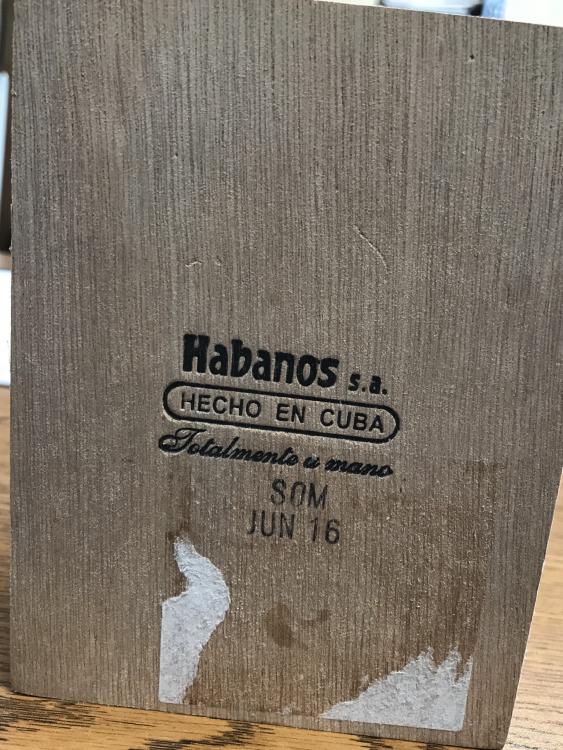 Habanos s.a.
HECHO EN CUBA
Totalmente a mano
SOM
JUN 16